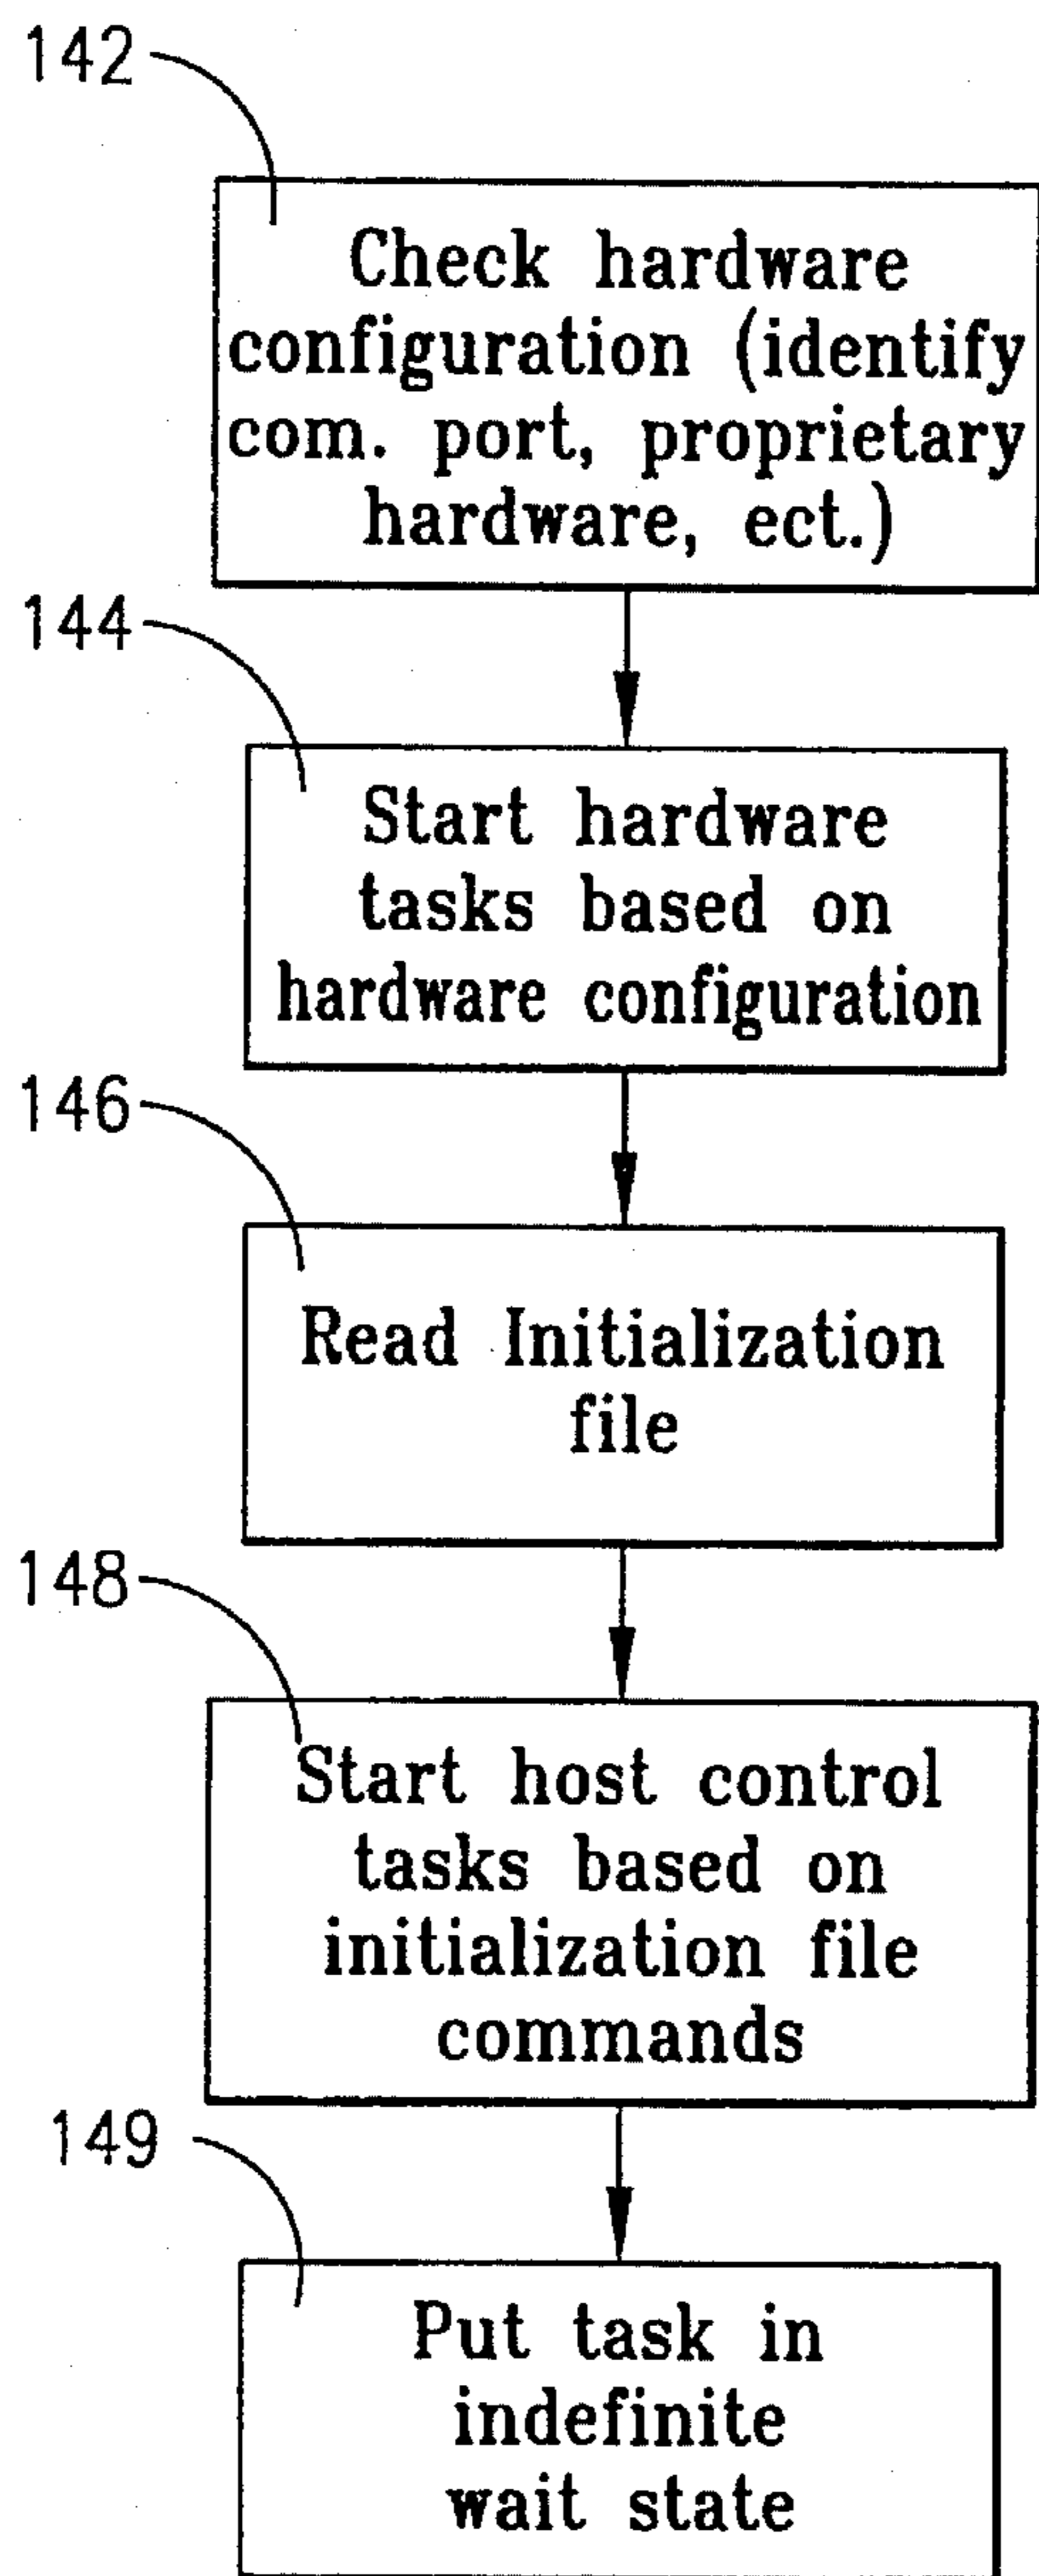 142
Check hardware
configuration (identify
com. port, proprietary
hardware, ect.)
144
Start hardware
tasks based on
hardware configuration
146
Read Initialization
file
148
Start host control
tasks based on
initialization file
commands
149
Put task in
indefinite
wait state